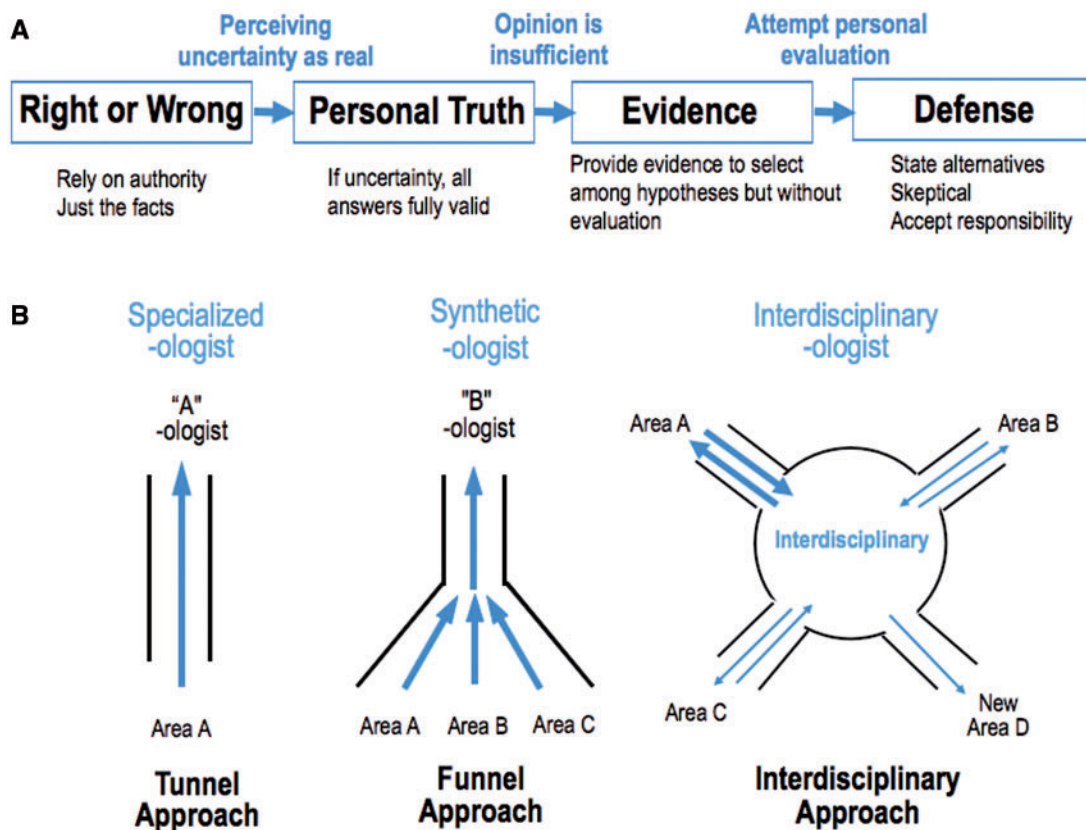 A
Perceiving
uncertainty as real
Opinion is
insufficient
Attempt personal
evaluation
Right or Wrong
Personal Truth
Evidence
Defense
Rely on authority
Just the facts
If uncertainty, all
answers fully valid
Provide evidence to select
among hypotheses but without
evaluation
State alternatives
Skeptical
Accept responsibility
B
Specialized
-ologist
“A"
-ologist
Area A
Tunnel
Approach
Synthetic
-ologist
"B"
-ologist
Area A
Area B
Area C
Funnel
Approach
Interdisciplinary
-ologist
Area A
Area B
Interdisciplinary
Area C
New
Area D
Interdisciplinary
Approach